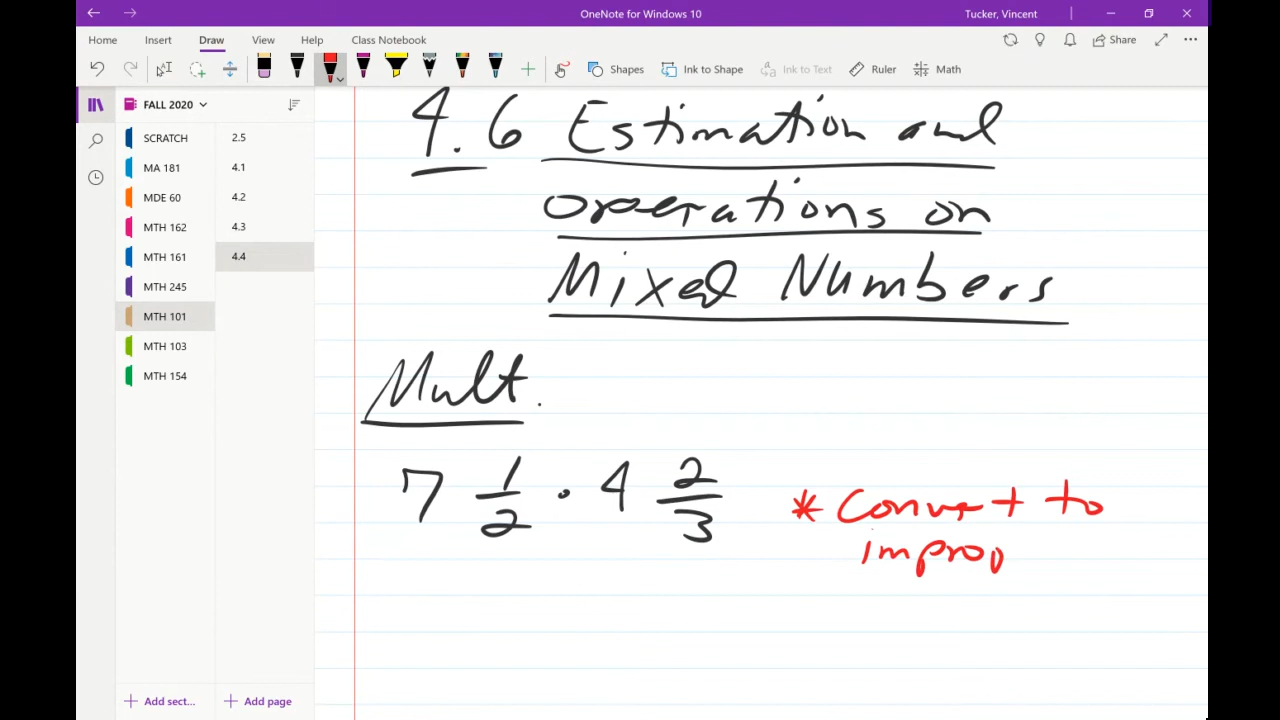 OneNote for Windows 10
Tucker, Vincent
Home Insert Draw View Help Class Notebook
Share
Shapes Ink to Shape Ink to Text Ruler Math
FALL 2020
SCRATCH
MA 181
MDE 60
MTH 162
MTH 161
MTH 245
MTH 101
MTH 103
MTH 154
2.5
4.1
4.2
4.3
4.4
4.6 Estimation and
Operations on
Mixed Numbers
Mult.
7 1/2 · 4 2/3
* Convert to
improp
Add sect...
Add page